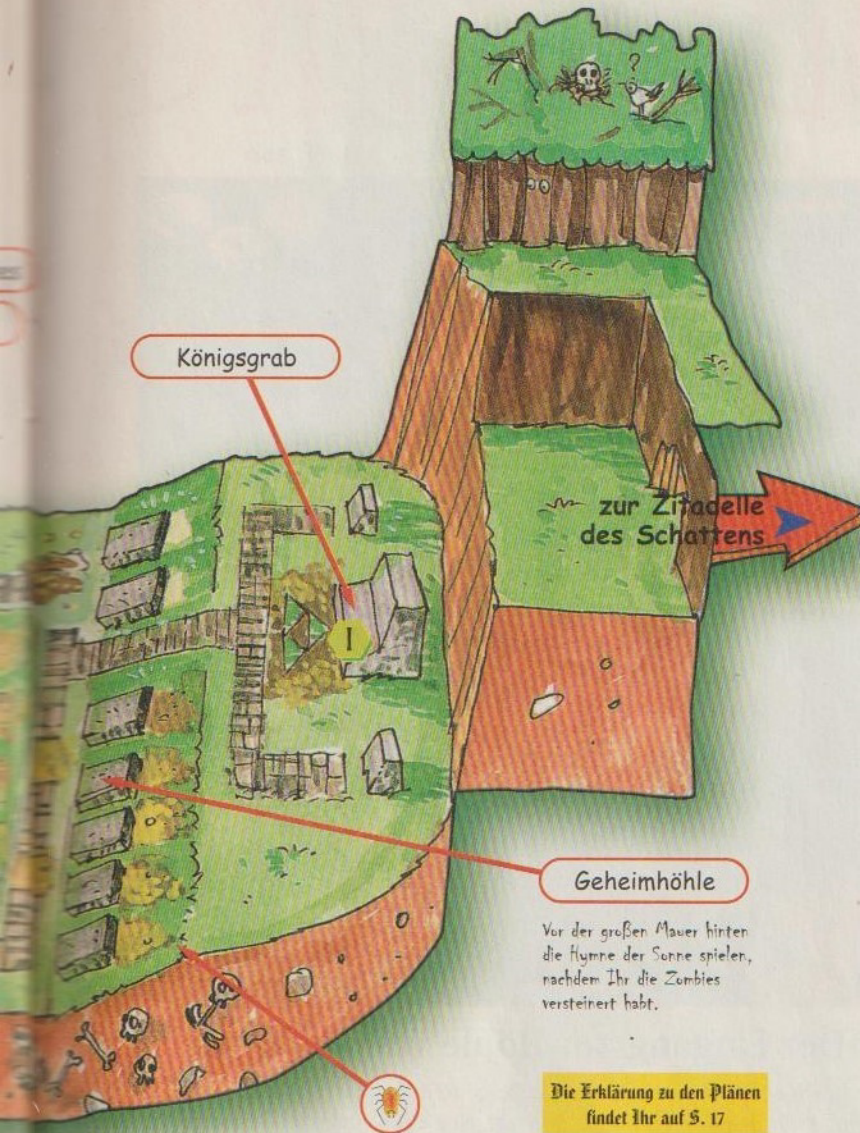 ?
Königsgrab
zur Zitadelle
des Schattens
I
Geheimhöhle
Vor der großen Mauer hinten
die Hymne der Sonne spielen,
nachdem Ihr die Zombies
versteinert habt.
Die Erklärung zu den Plänen
findet Ihr auf S. 17